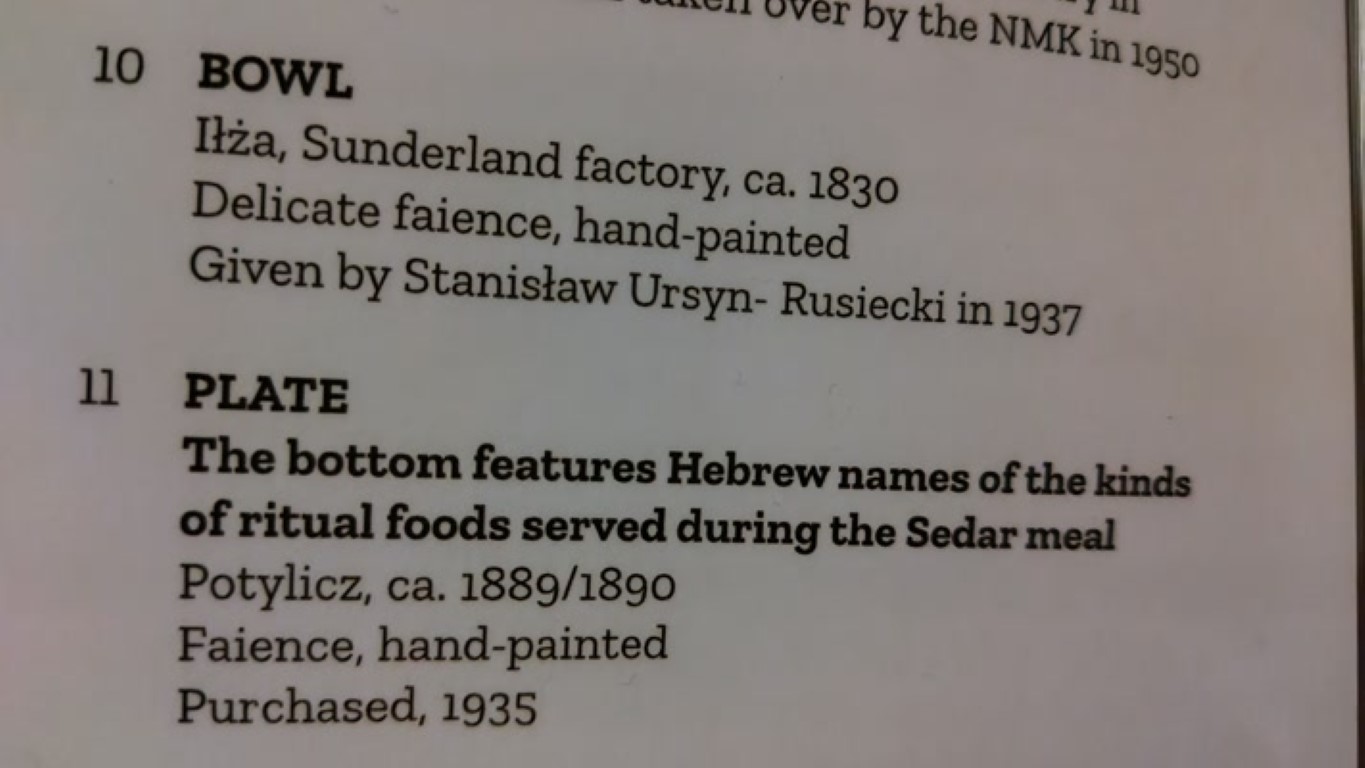 taken over by the NMK in 1950
10 BOWL
Iłża, Sunderland factory, ca. 1830
Delicate faience, hand-painted
Given by Stanisław Ursyn- Rusiecki in 1937
11 PLATE
The bottom features Hebrew names of the kinds
of ritual foods served during the Sedar meal
Potylicz, ca. 1889/1890
Faience, hand-painted
Purchased, 1935